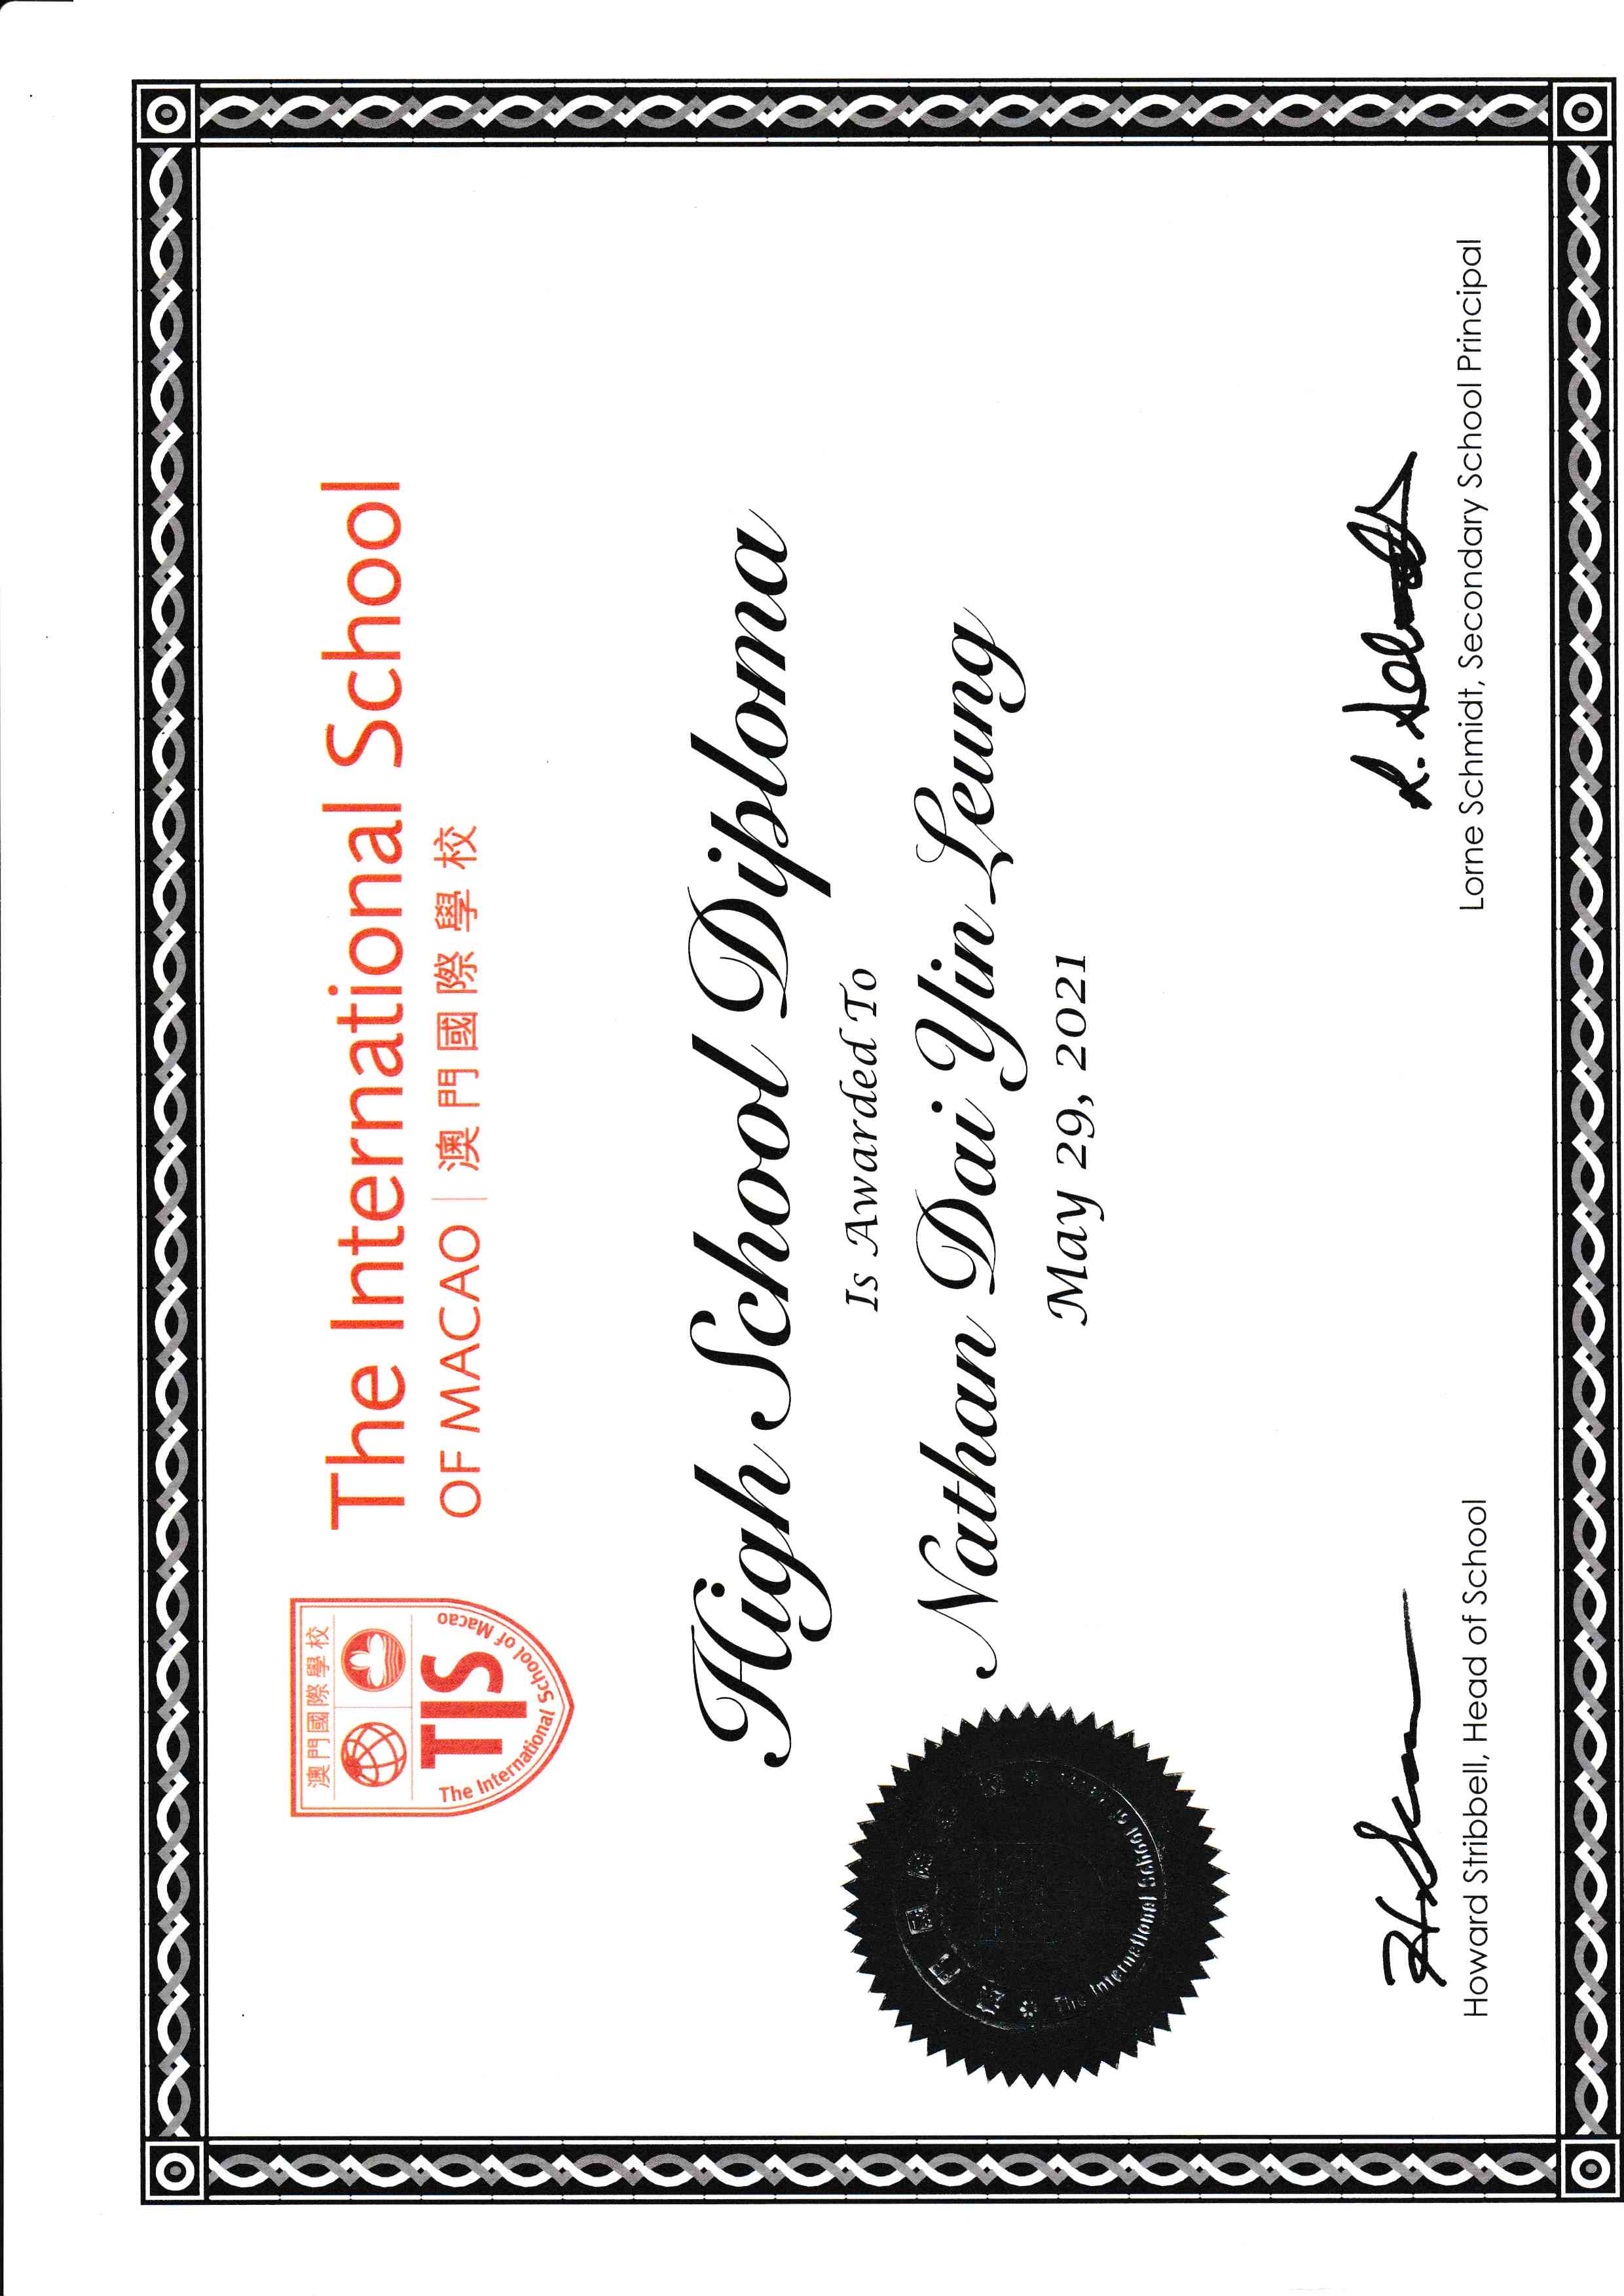 澳門國際學校
TIS
The International School of Macao
The International School
OF MACAO | 澳門國際學校
High School Diploma
Is Awarded To
Nathan Dai Yin Leung
May 29, 2021
The International School
Howard Stribbell, Head of School
Lorne Schmidt, Secondary School Principal